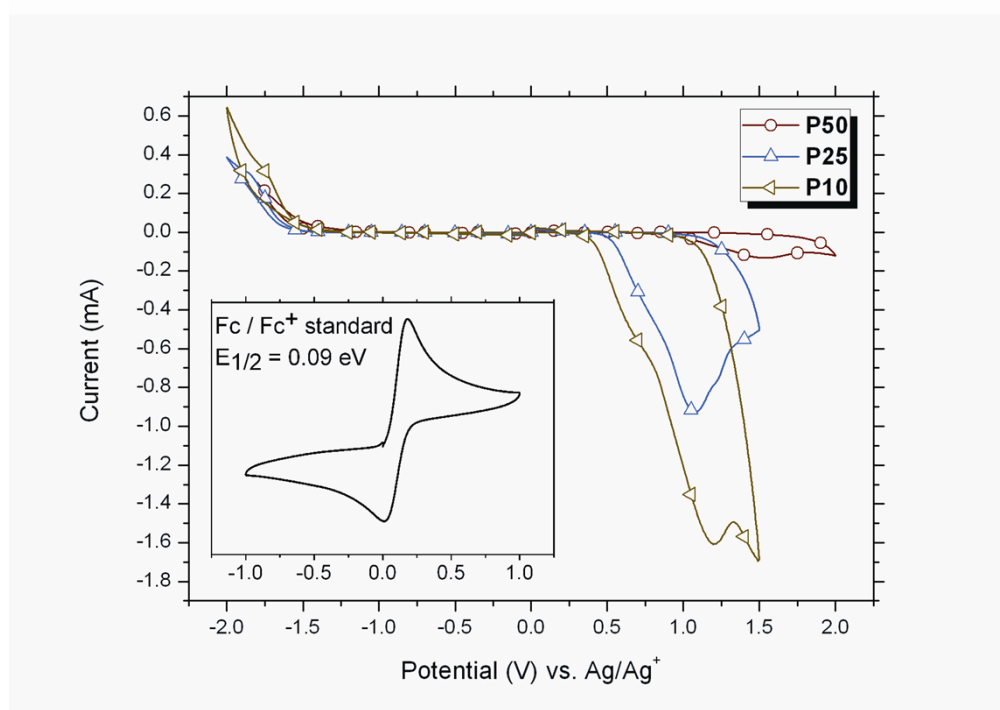 P50
P25
P10
0.6
0.4
0.2
0.0
-0.2
-0.4
-0.6
-0.8
-1.0
-1.2
-1.4
-1.6
-1.8
Current (mA)
Fc / Fc+ standard
E1/2 = 0.09 eV
-1.0 -0.5 0.0 0.5 1.0
-2.0 -1.5 -1.0 -0.5 0.0 0.5 1.0 1.5 2.0
Potential (V) vs. Ag/Ag+